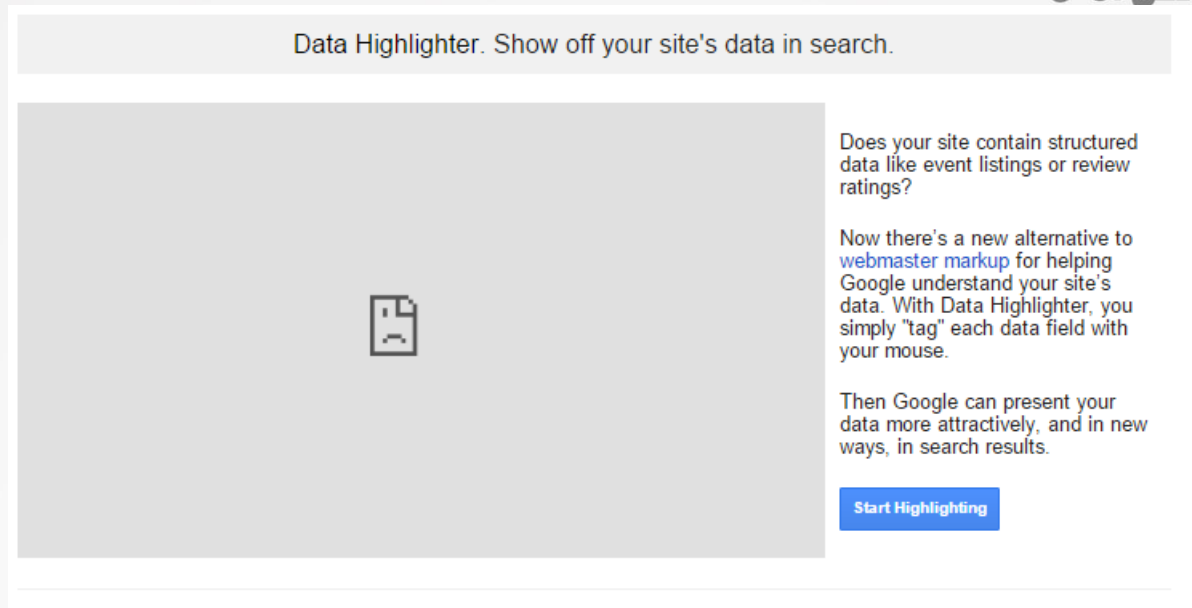 Data Highlighter. Show off your site's data in search.
Does your site contain structured
data like event listings or review
ratings?
Now there's a new alternative to
webmaster markup for helping
Google understand your site's
data. With Data Highlighter, you
simply "tag" each data field with
your mouse.
Then Google can present your
data more attractively, and in new
ways, in search results.
Start Highlighting